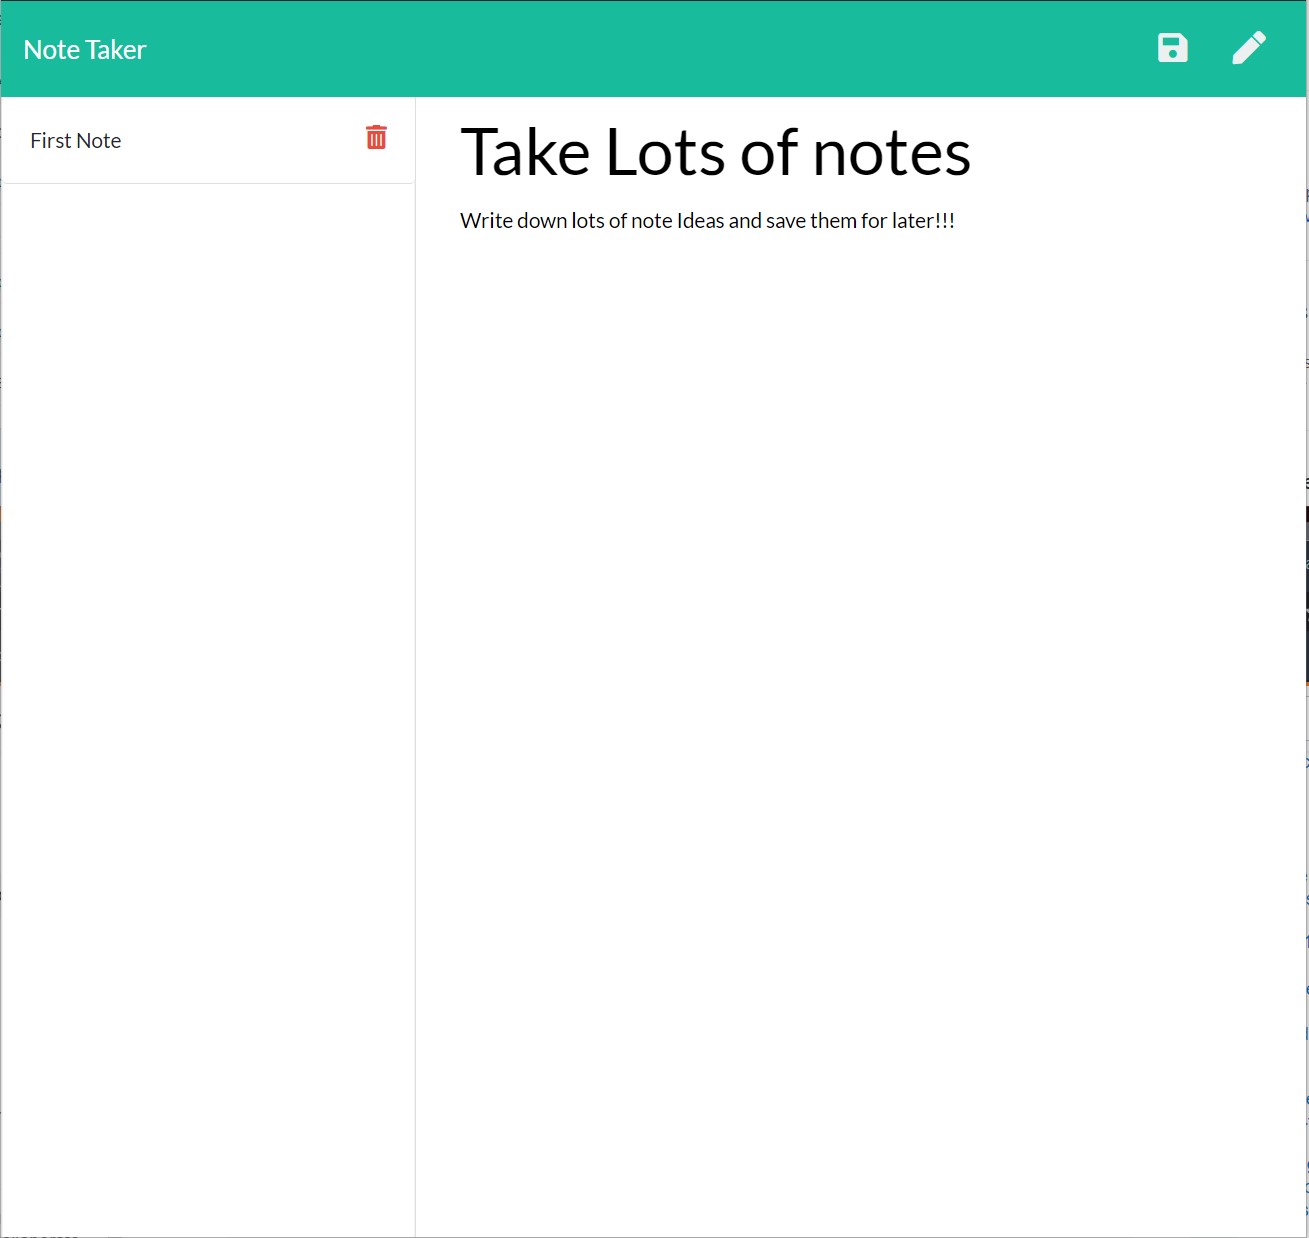 Note Taker
First Note
Take Lots of notes
Write down lots of note Ideas and save them for later!!!